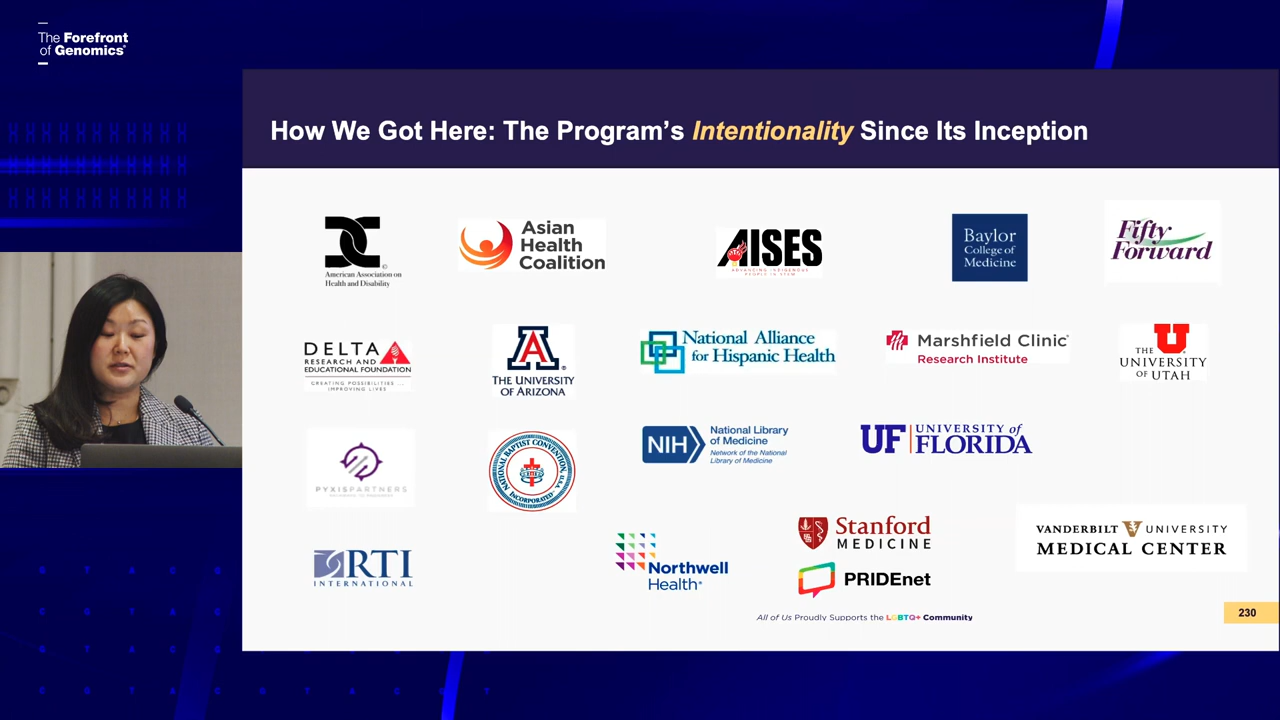 The Forefront
of Genomics®
How We Got Here: The Program's Intentionality Since Its Inception
American Association on
Health and Disability
Asian
Health
Coalition
AISES
ADVANCING INDIGENOUS
PEOPLE IN STEM
Baylor
College of
Medicine
Fifty
Forward
DELTA
RESEARCH AND
EDUCATIONAL FOUNDATION
CREATING POSSIBILITIES ...
IMPROVING LIVES
A
THE UNIVERSITY
OF ARIZONA
National Alliance
for Hispanic Health
Marshfield Clinic
Research Institute
U
THE
UNIVERSITY
OF UTAH
PYXISPARTNERS
NATIONAL BAPTIST CONVENTION, U.S.A.
INCORPORATED
NIH
National Library
of Medicine
Network of the National
Library of Medicine
UF UNIVERSITY of
FLORIDA
RTI
INTERNATIONAL
Northwell
Health®
Stanford
MEDICINE
PRIDEnet
VANDERBILT V UNIVERSITY
MEDICAL CENTER
All of Us Proudly Supports the LGBTQ+ Community
230